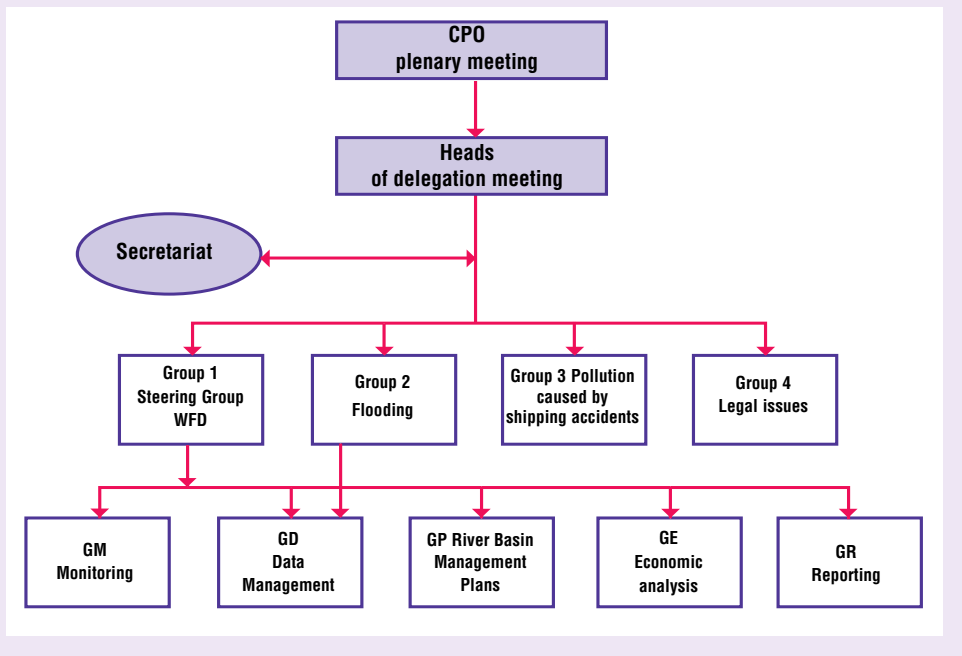 CPO
plenary meeting
Heads
of delegation meeting
Secretariat
Group 1
Steering Group
WFD
Group 2
Flooding
Group 3 Pollution
caused by
shipping accidents
Group 4
Legal issues
GM
Monitoring
GD
Data
Management
GP River Basin
Management
Plans
GE
Economic
analysis
GR
Reporting